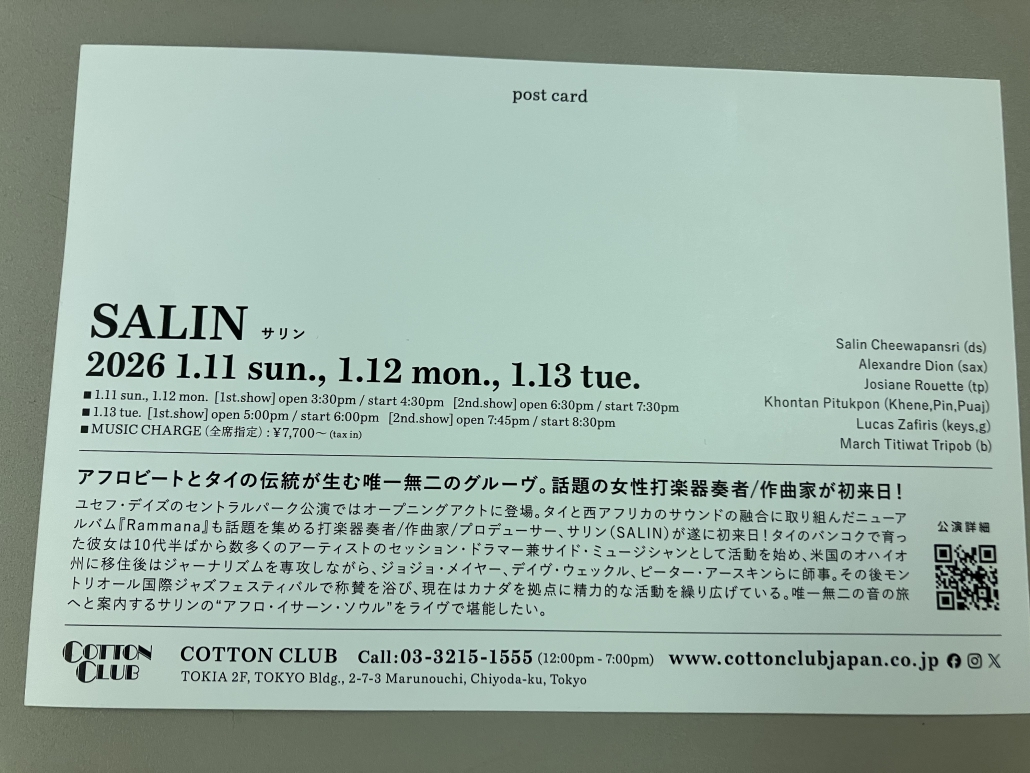 post card
SALIN サリン
2026 1.11 sun., 1.12 mon., 1.13 tue.
■1.11 sun., 1.12 mon. [1st.show] open 3:30pm / start 4:30pm [2nd.show] open 6:30pm / start 7:30pm
■1.13 tue. [1st.show] open 5:00pm / start 6:00pm [2nd.show] open 7:45pm / start 8:30pm
■MUSIC CHARGE（全席指定）: ¥7,700〜 (tax in)
Salin Cheewapansri (ds)
Alexandre Dion (sax)
Josiane Rouette (tp)
Khontan Pitukpon (Khene,Pin,Puaj)
Lucas Zafiris (keys,g)
March Titiwat Tripob (b)
アフロビートとタイの伝統が生む唯一無二のグルーヴ。話題の女性打楽器奏者/作曲家が初来日！
ユセフ・デイズのセントラルパーク公演ではオープニングアクトに登場。タイと西アフリカのサウンドの融合に取り組んだニューア
ルバム『Rammana』も話題を集める打楽器奏者/作曲家/プロデューサー、サリン（SALIN）が遂に初来日！タイのバンコクで育っ
た彼女は10代半ばから数多くのアーティストのセッション・ドラマー兼サイド・ミュージシャンとして活動を始め、米国のオハイオ
州に移住後はジャーナリズムを専攻しながら、ジョジョ・メイヤー、デイヴ・ウェックル、ピーター・アースキンらに師事。その後モン
トリオール国際ジャズフェスティバルで称賛を浴び、現在はカナダを拠点に精力的な活動を繰り広げている。唯一無二の音の旅
へと案内するサリンの“アフロ・イサーン・ソウル”をライヴで堪能したい。
公演詳細
COTTON CLUB
COTTON CLUB Call:03-3215-1555 (12:00pm - 7:00pm) www.cottonclubjapan.co.jp
TOKIA 2F, TOKYO Bldg., 2-7-3 Marunouchi, Chiyoda-ku, Tokyo